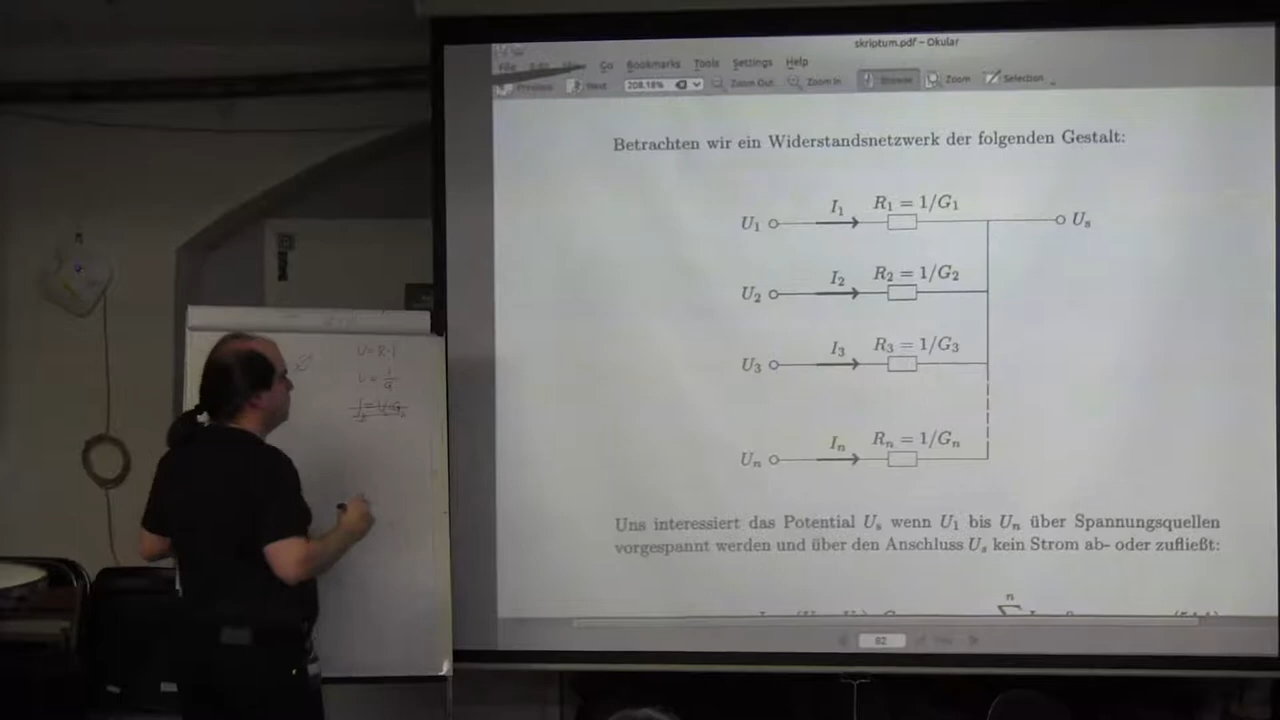 skriptum.pdf – Okular
File Edit Go Bookmarks Tools Settings Help
Previous Next 208.18% Zoom Out Zoom In Browse Zoom Selection
Betrachten wir ein Widerstandsnetzwerk der folgenden Gestalt:
U₁ I₁ R₁ = 1/G₁ Uₛ
U₂ I₂ R₂ = 1/G₂
U₃ I₃ R₃ = 1/G₃
Uₙ Iₙ Rₙ = 1/Gₙ
Uns interessiert das Potential Uₛ wenn U₁ bis Uₙ über Spannungsquellen
vorgespannt werden und über den Anschluss Uₛ kein Strom ab- oder zufließt:
n
82
U=R·I